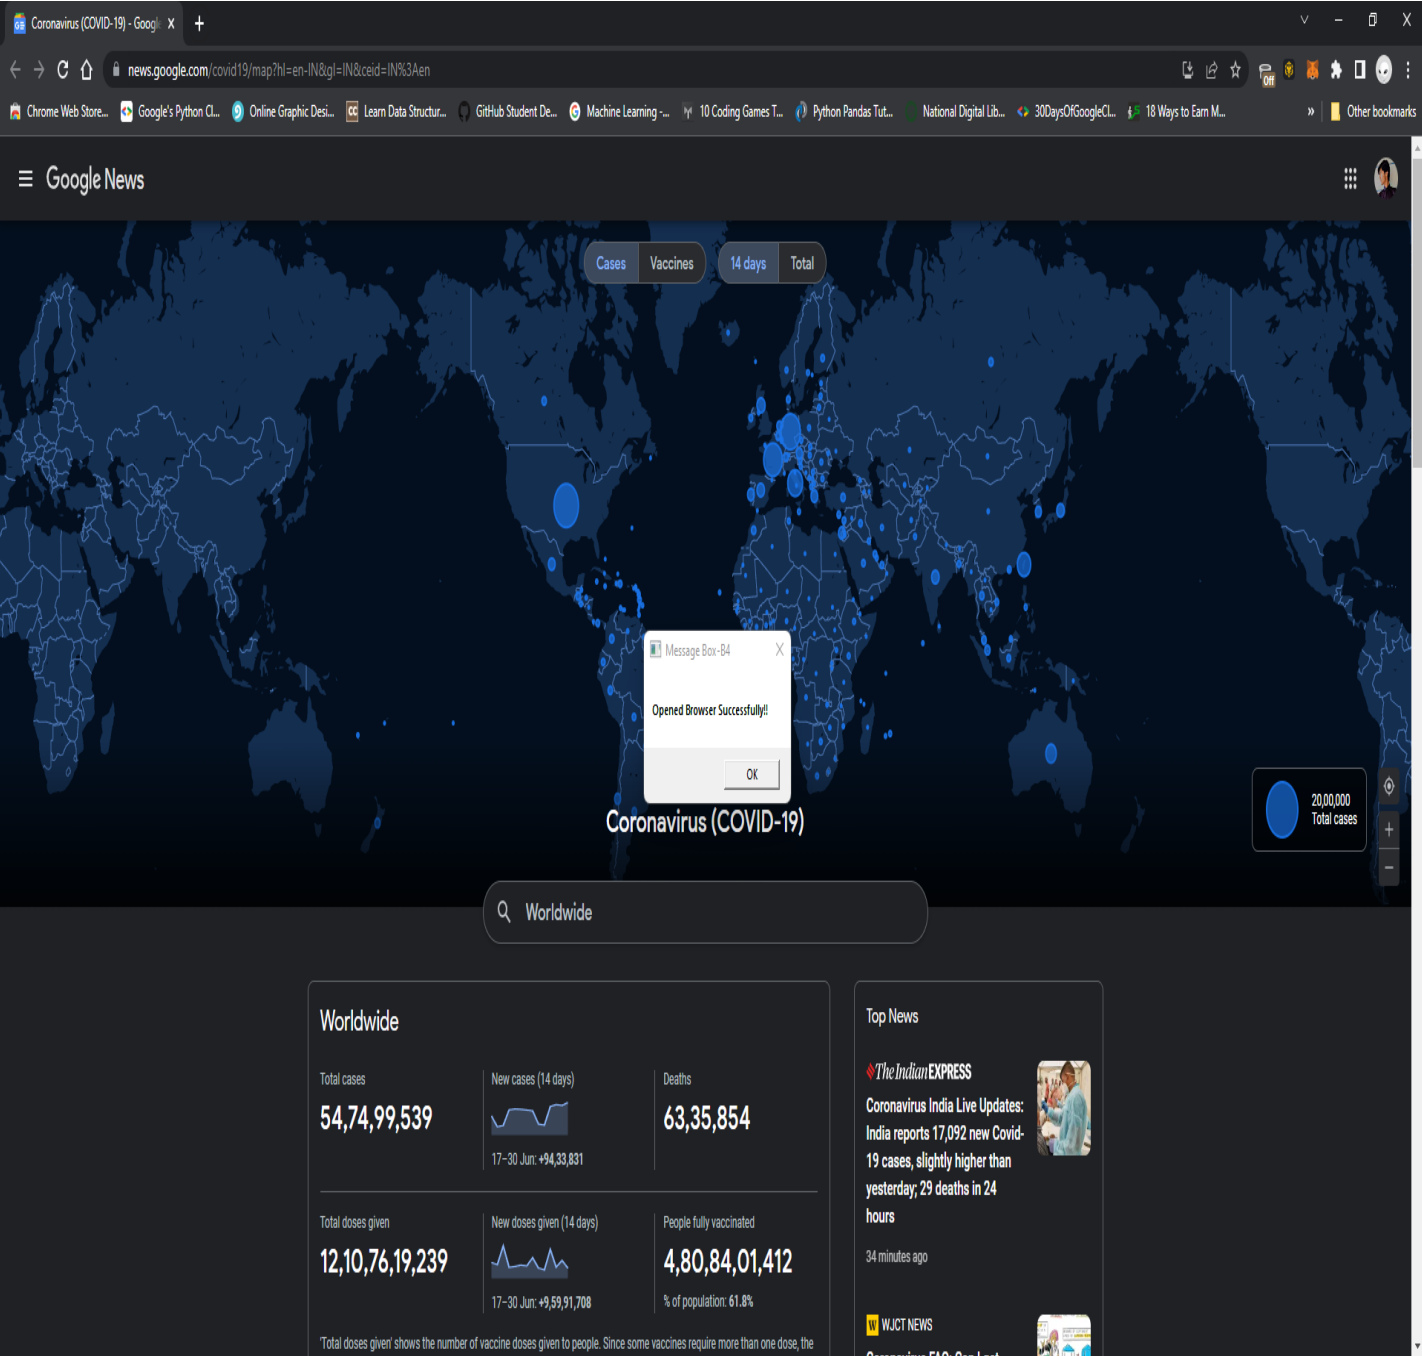 Coronavirus (COVID-19) - Googl
news.google.com/covid19/map?hl=en-IN&gl=IN&ceid=IN%3Aen
Off
Chrome Web Store... Google's Python Cl... Online Graphic Desi... Learn Data Structur... GitHub Student De... Machine Learning -... 10 Coding Games T... Python Pandas Tut... National Digital Lib... 30DaysOfGoogleCl... 18 Ways to Earn M... » Other bookmarks
Google News
Cases Vaccines 14 days Total
Message Box-B4
Opened Browser Successfully!!
OK
20,00,000
Total cases
Coronavirus (COVID-19)
Worldwide
Worldwide
Total cases
54,74,99,539
New cases (14 days)
17–30 Jun: +94,33,831
Deaths
63,35,854
Total doses given
12,10,76,19,239
New doses given (14 days)
17–30 Jun: +9,59,91,708
People fully vaccinated
4,80,84,01,412
% of population: 61.8%
'Total doses given' shows the number of vaccine doses given to people. Since some vaccines require more than one dose, the
Top News
The Indian EXPRESS
Coronavirus India Live Updates:
India reports 17,092 new Covid-
19 cases, slightly higher than
yesterday; 29 deaths in 24
hours
34 minutes ago
W WJCT NEWS